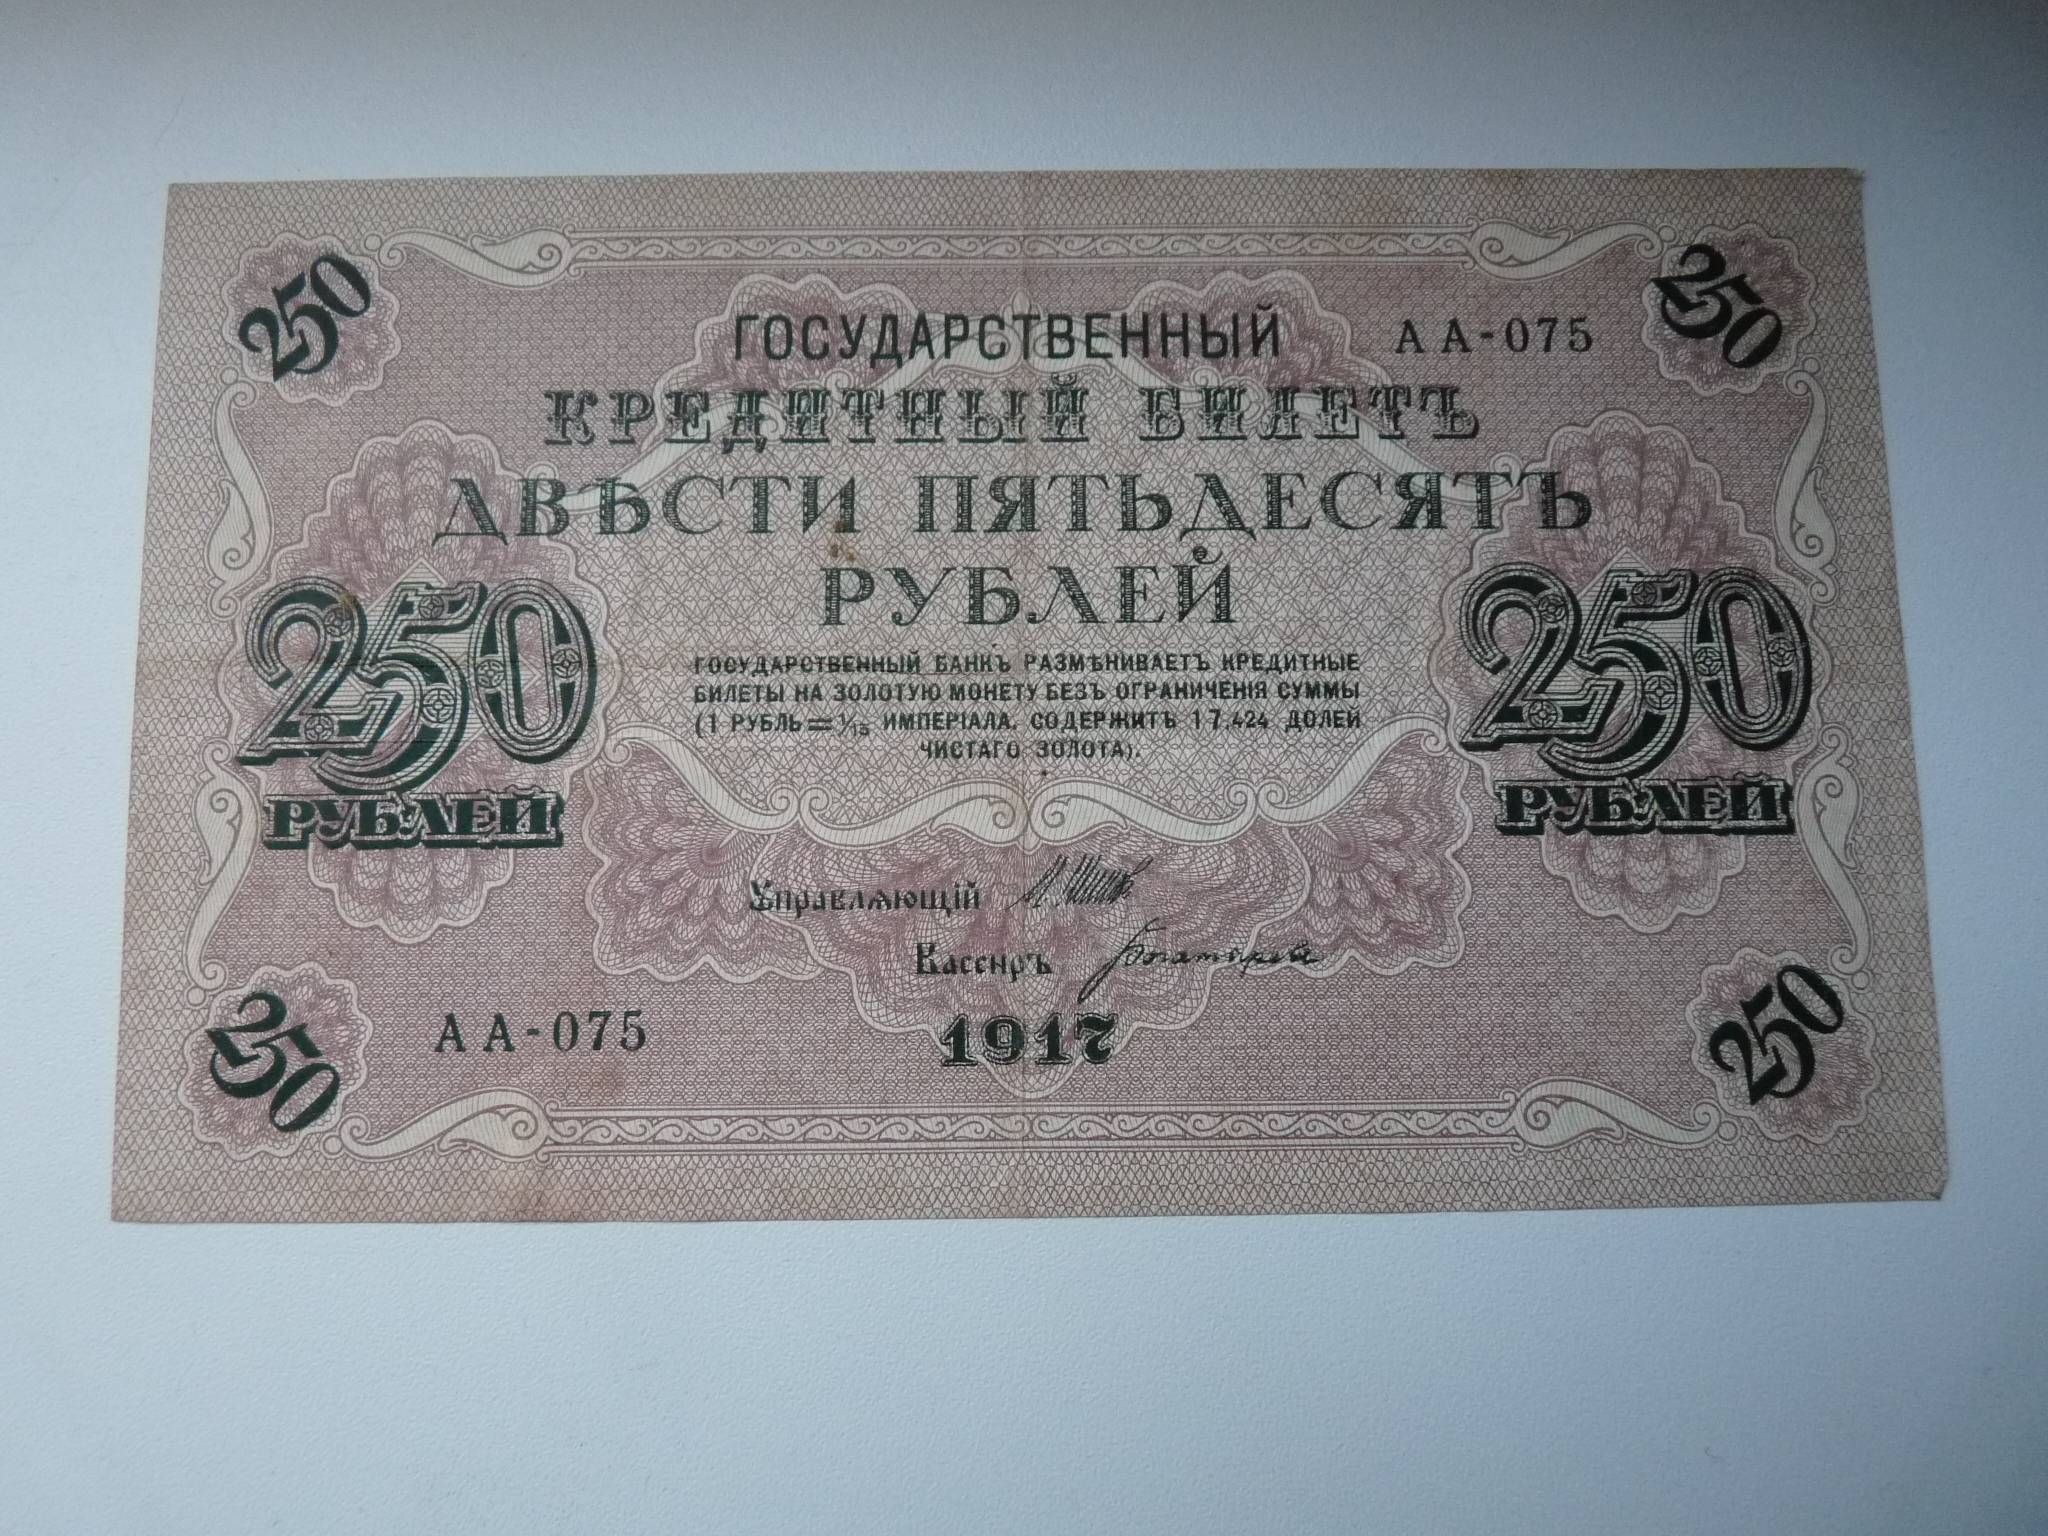 250 250
ГОСУДАРСТВЕННЫЙ АА-075
КРЕДИТНЫЙ БИЛЕТЪ
ДВѢСТИ ПЯТЬДЕСЯТЪ
РУБЛЕЙ
250 РУБЛЕЙ
ГОСУДАРСТВЕННЫЙ БАНКЪ РАЗМѢНИВАЕТЪ КРЕДИТНЫЕ
БИЛЕТЫ НА ЗОЛОТУЮ МОНЕТУ БЕЗЪ ОГРАНИЧЕНІЯ СУММЫ
(1 РУБЛЬ = 1/15 ИМПЕРІАЛА. СОДЕРЖИТЪ 17,424 ДОЛЕЙ
ЧИСТАГО ЗОЛОТА).
250 РУБЛЕЙ
Управляющій И. Шипов
Кассиръ Богатырев
АА-075
1917
250 250